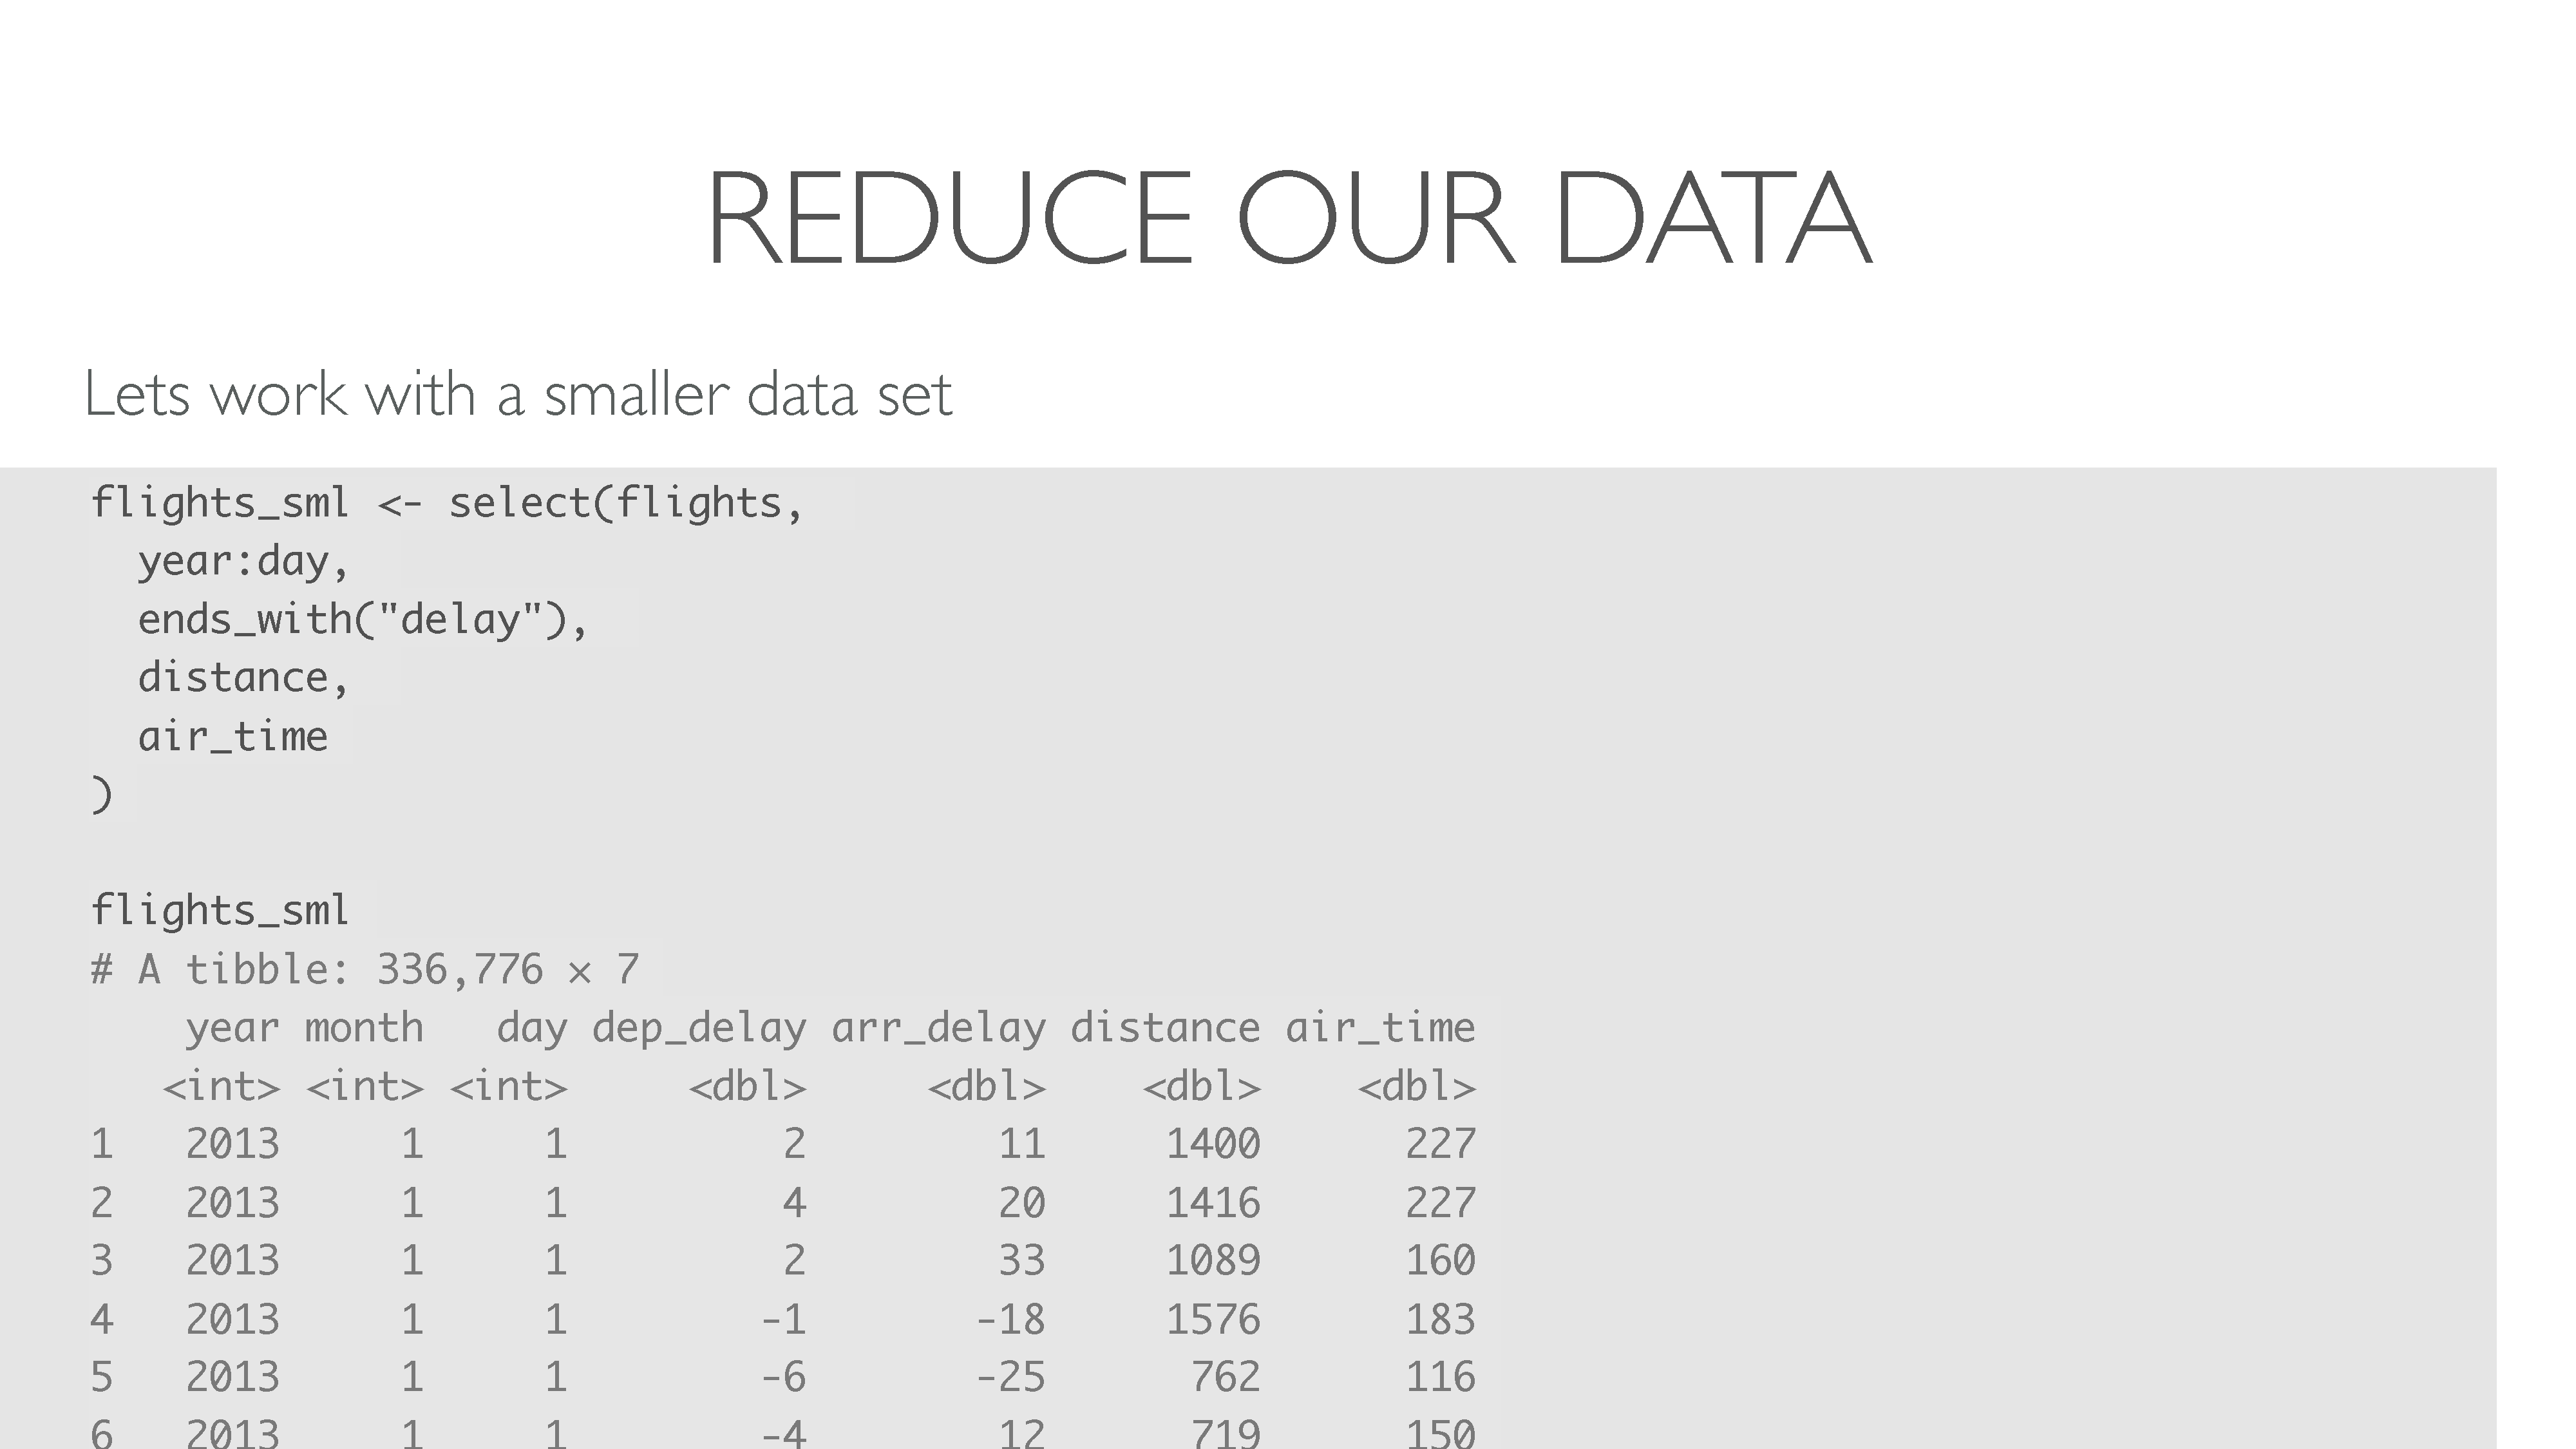 REDUCE OUR DATA
Lets work with a smaller data set
flights_sml <- select(flights,
  year:day,
  ends_with("delay"),
  distance,
  air_time
)
flights_sml
# A tibble: 336,776 × 7
    year month   day dep_delay arr_delay distance air_time
   <int> <int> <int>     <dbl>     <dbl>    <dbl>    <dbl>
1   2013     1     1         2        11     1400      227
2   2013     1     1         4        20     1416      227
3   2013     1     1         2        33     1089      160
4   2013     1     1        -1       -18     1576      183
5   2013     1     1        -6       -25      762      116
6   2013     1     1        -4        12      719      150